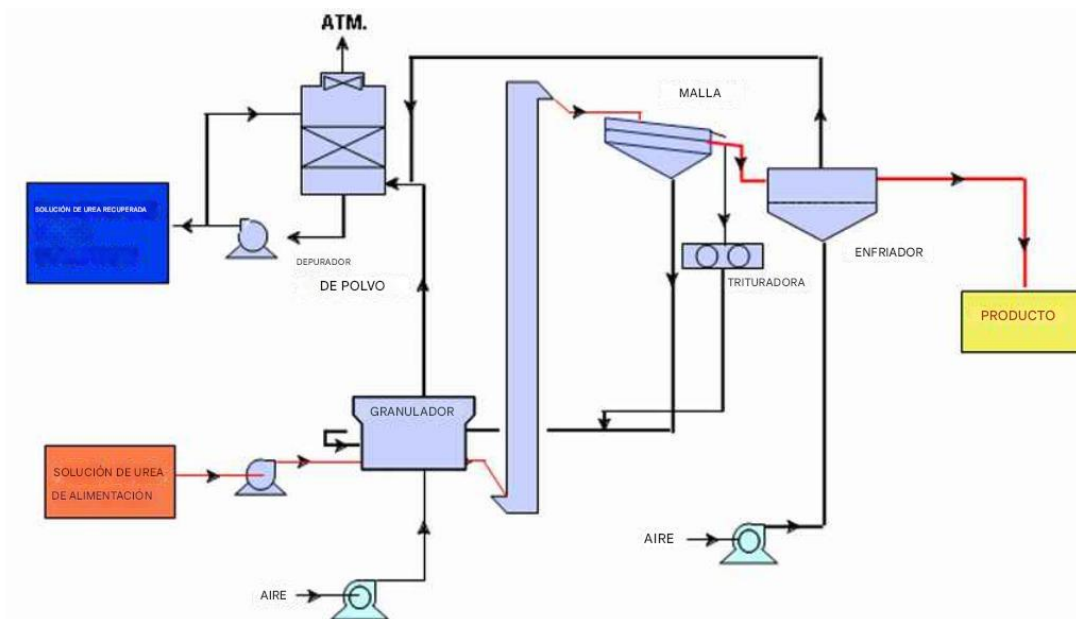 ATM.
MALLA
SOLUCIÓN DE UREA RECUPERADA
DEPURADOR
DE POLVO
ENFRIADOR
TRITURADORA
PRODUCTO
GRANULADOR
SOLUCIÓN DE UREA
DE ALIMENTACIÓN
AIRE
AIRE